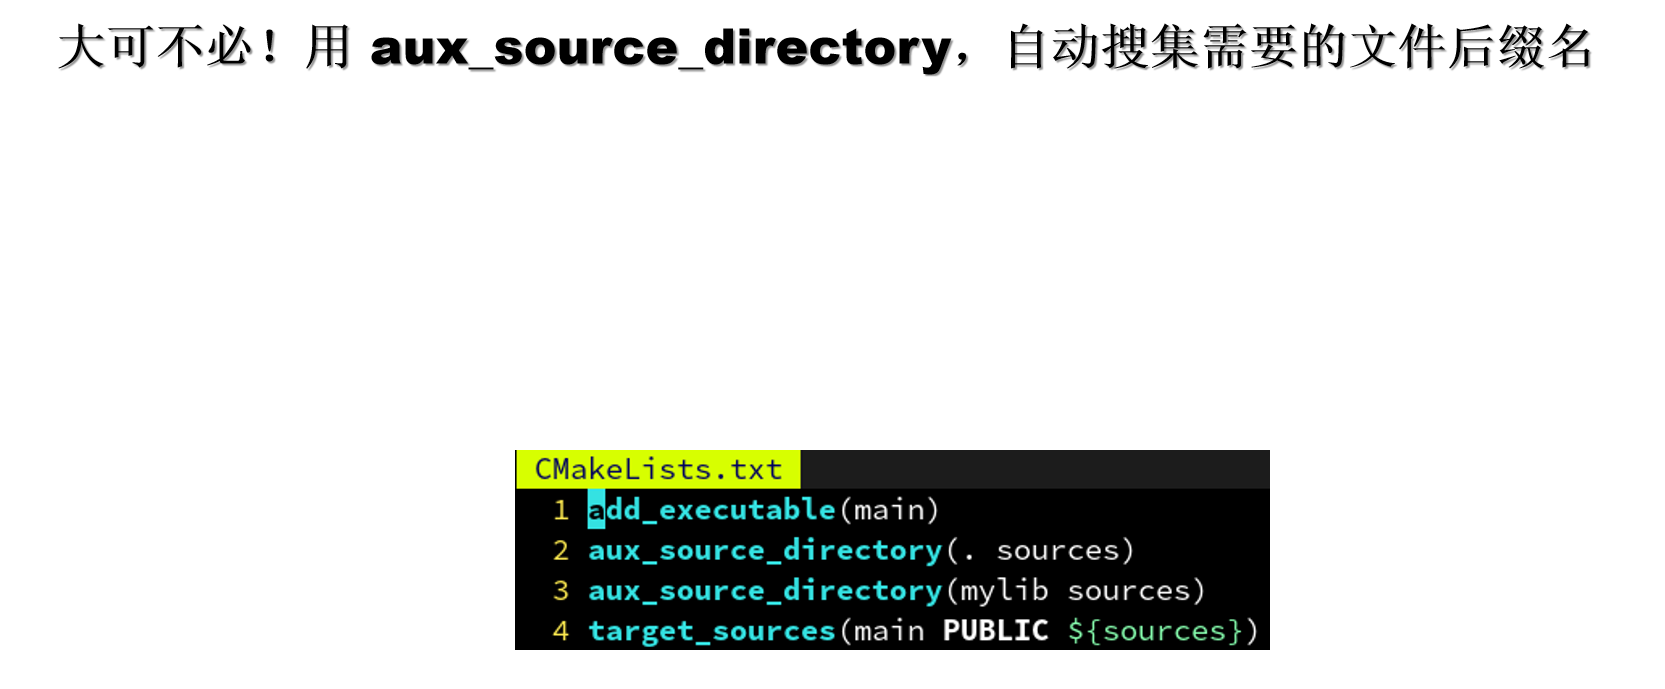 大可不必！用 aux_source_directory，自动搜集需要的文件后缀名
CMakeLists.txt
1 add_executable(main)
2 aux_source_directory(. sources)
3 aux_source_directory(mylib sources)
4 target_sources(main PUBLIC ${sources})